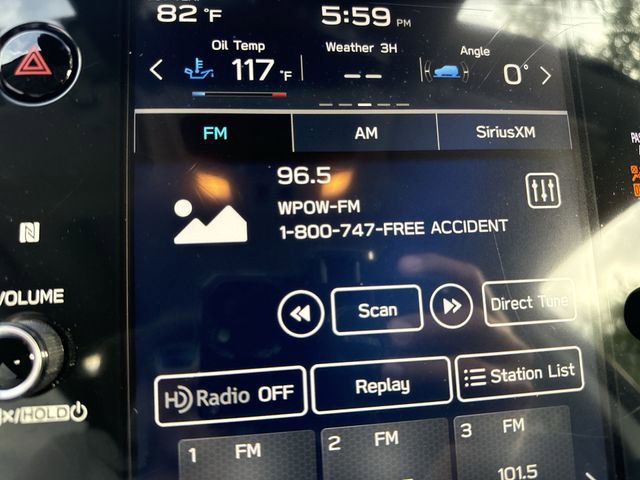 82 °F
5:59 PM
Oil Temp
Weather 3H
Angle
117 °F
-- 
0°
FM
AM
SiriusXM
96.5
WPOW-FM
1-800-747-FREE ACCIDENT
VOLUME
Scan
Direct Tune
HD Radio OFF
Replay
Station List
/HOLD
1 FM
2 FM
3 FM
101.5